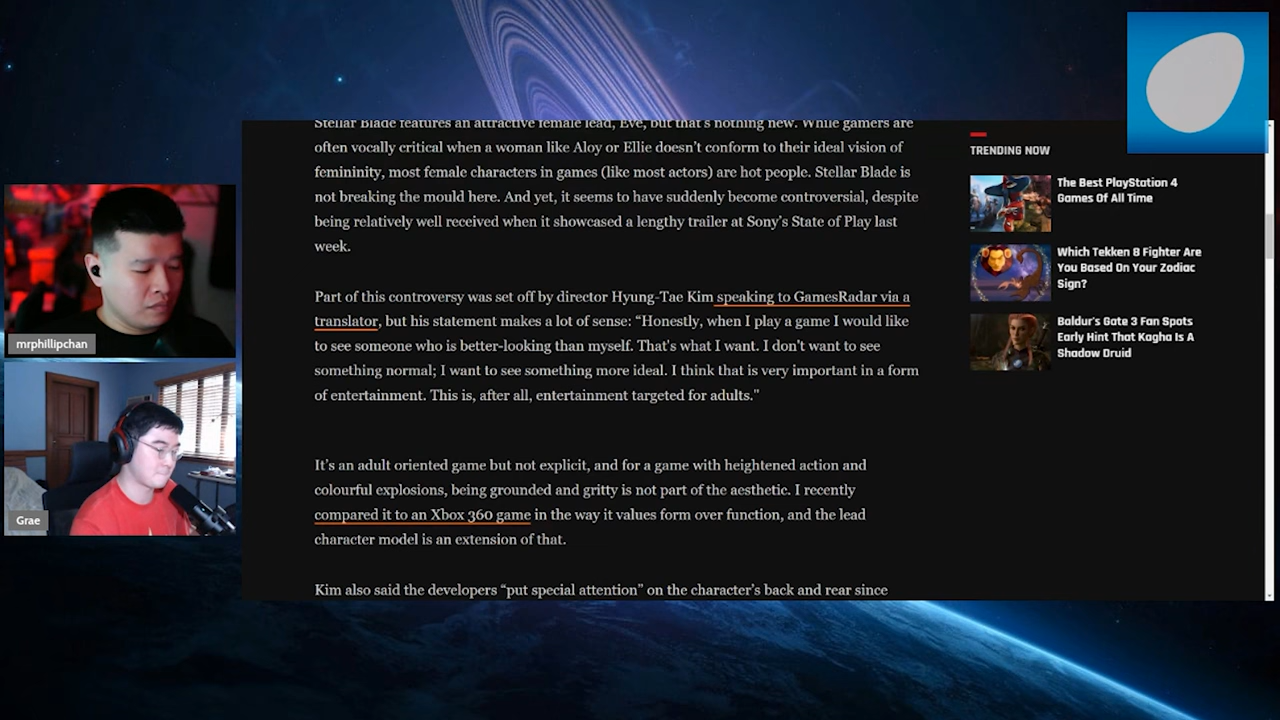 Stellar Blade features an attractive female lead, Eve, but that's nothing new. While gamers are
often vocally critical when a woman like Aloy or Ellie doesn't conform to their ideal vision of
femininity, most female characters in games (like most actors) are hot people. Stellar Blade is
not breaking the mould here. And yet, it seems to have suddenly become controversial, despite
being relatively well received when it showcased a lengthy trailer at Sony's State of Play last
week.
Part of this controversy was set off by director Hyung-Tae Kim speaking to GamesRadar via a
translator, but his statement makes a lot of sense: “Honestly, when I play a game I would like
to see someone who is better-looking than myself. That's what I want. I don’t want to see
something normal; I want to see something more ideal. I think that is very important in a form
of entertainment. This is, after all, entertainment targeted for adults."
It’s an adult oriented game but not explicit, and for a game with heightened action and
colourful explosions, being grounded and gritty is not part of the aesthetic. I recently
compared it to an Xbox 360 game in the way it values form over function, and the lead
character model is an extension of that.
Kim also said the developers “put special attention” on the character’s back and rear since
TRENDING NOW
The Best PlayStation 4
Games Of All Time
Which Tekken 8 Fighter Are
You Based On Your Zodiac
Sign?
Baldur's Gate 3 Fan Spots
Early Hint That Kagha Is A
Shadow Druid
mrphillipchan
Grae